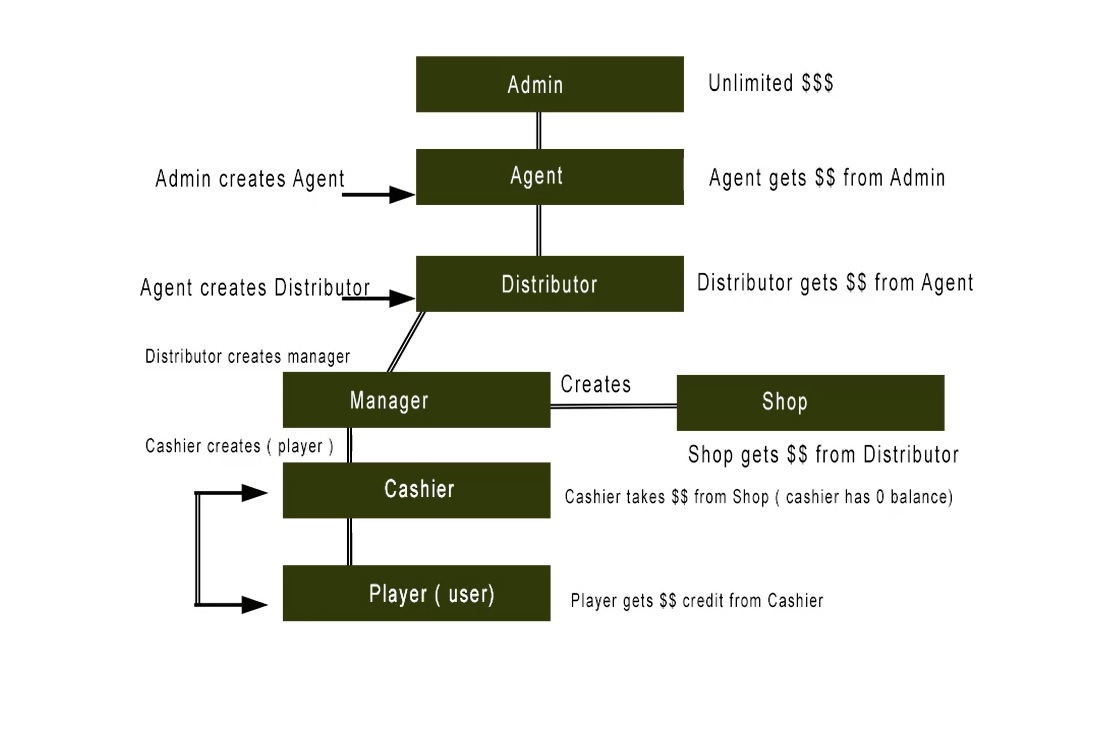 Admin
Unlimited $$$
Admin creates Agent
Agent
Agent gets $$ from Admin
Agent creates Distributor
Distributor
Distributor gets $$ from Agent
Distributor creates manager
Manager
Creates
Shop
Cashier creates ( player )
Shop gets $$ from Distributor
Cashier
Cashier takes $$ from Shop ( cashier has 0 balance)
Player ( user)
Player gets $$ credit from Cashier